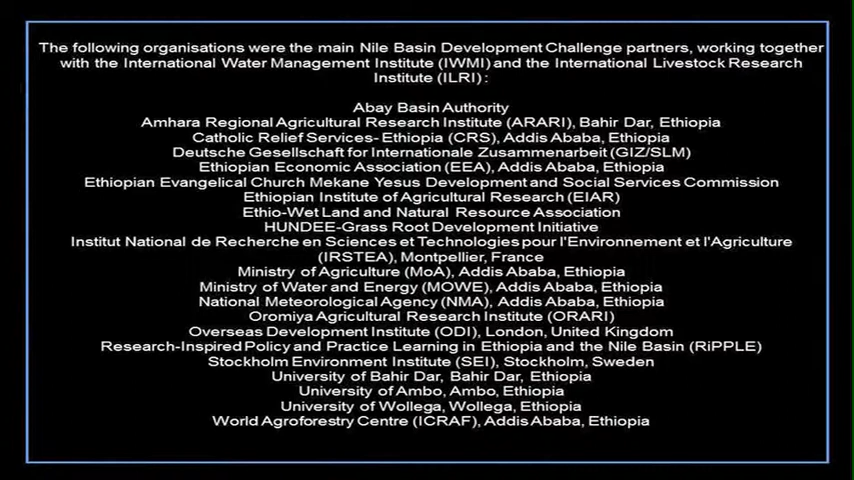 The following organisations were the main Nile Basin Development Challenge partners, working together
with the International Water Management Institute (IWMI) and the International Livestock Research
Institute (ILRI) :
Abay Basin Authority
Amhara Regional Agricultural Research Institute (ARARI), Bahir Dar, Ethiopia
Catholic Relief Services- Ethiopia (CRS), Addis Ababa, Ethiopia
Deutsche Gesellschaft for Internationale Zusammenarbeit (GIZ/SLM)
Ethiopian Economic Association (EEA), Addis Ababa, Ethiopia
Ethiopian Evangelical Church Mekane Yesus Development and Social Services Commission
Ethiopian Institute of Agricultural Research (EIAR)
Ethio-Wet Land and Natural Resource Association
HUNDEE-Grass Root Development Initiative
Institut National de Recherche en Sciences et Technologies pour l'Environnement et l'Agriculture
(IRSTEA), Montpellier, France
Ministry of Agriculture (MoA), Addis Ababa, Ethiopia
Ministry of Water and Energy (MOWE), Addis Ababa, Ethiopia
National Meteorological Agency (NMA), Addis Ababa, Ethiopia
Oromiya Agricultural Research Institute (ORARI)
Overseas Development Institute (ODI), London, United Kingdom
Research-Inspired Policy and Practice Learning in Ethiopia and the Nile Basin (RiPPLE)
Stockholm Environment Institute (SEI), Stockholm, Sweden
University of Bahir Dar, Bahir Dar, Ethiopia
University of Ambo, Ambo, Ethiopia
University of Wollega, Wollega, Ethiopia
World Agroforestry Centre (ICRAF), Addis Ababa, Ethiopia